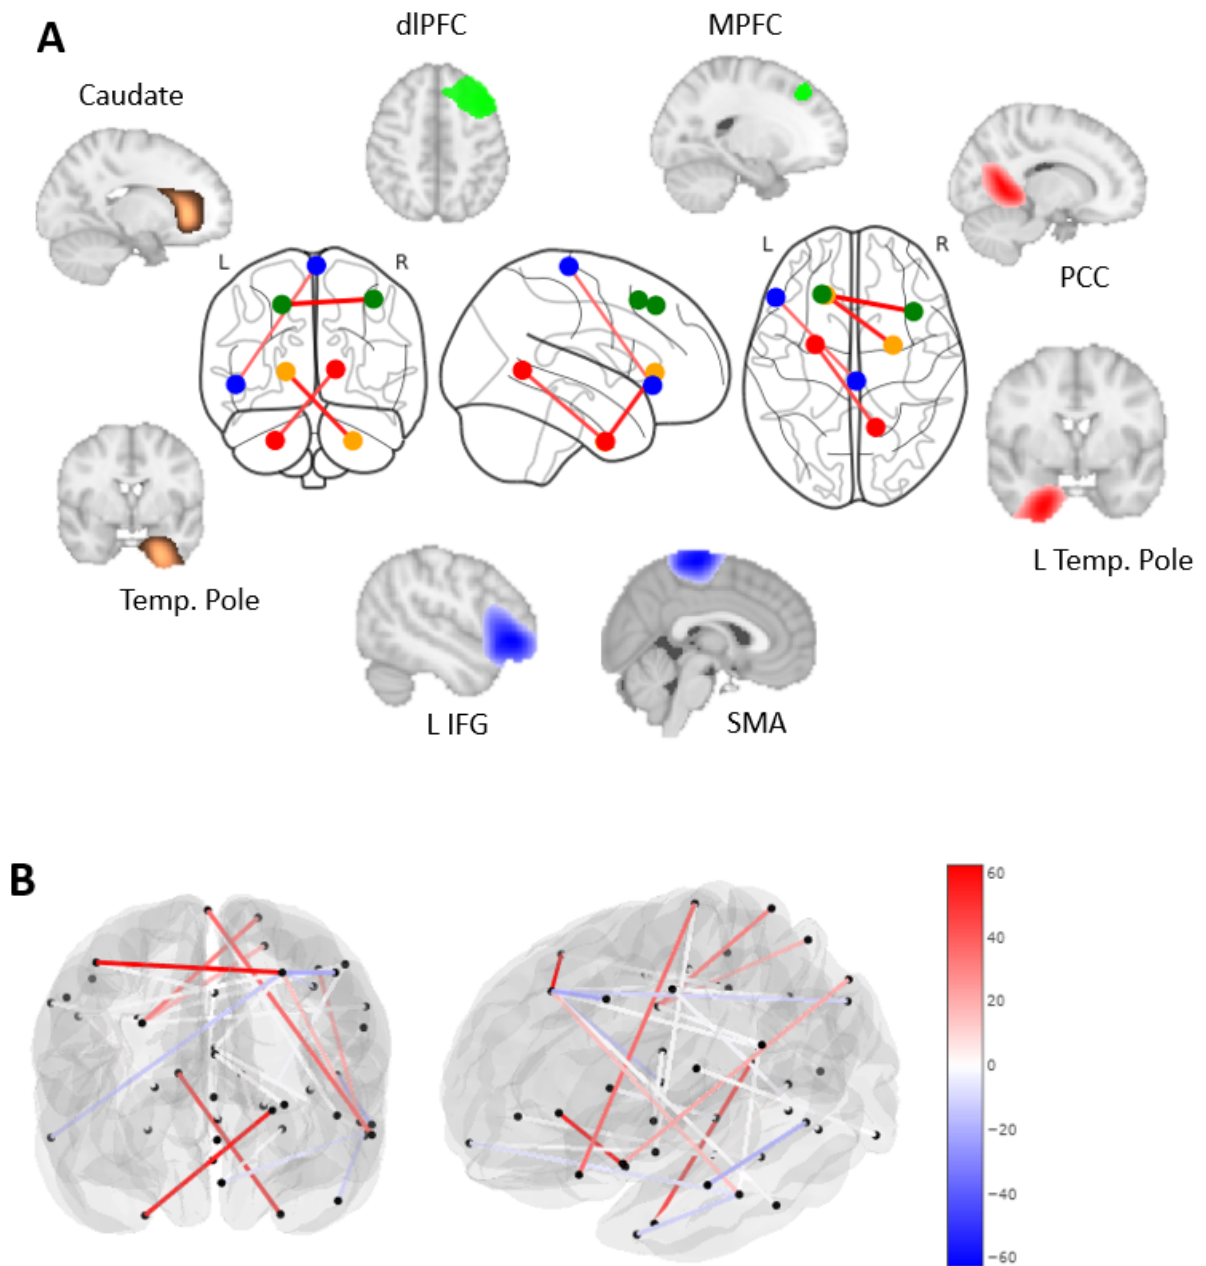 A
dlPFC
MPFC
Caudate
L
R
L
R
PCC
Temp. Pole
L Temp. Pole
L IFG
SMA
B
60
40
20
0
−20
−40
−60